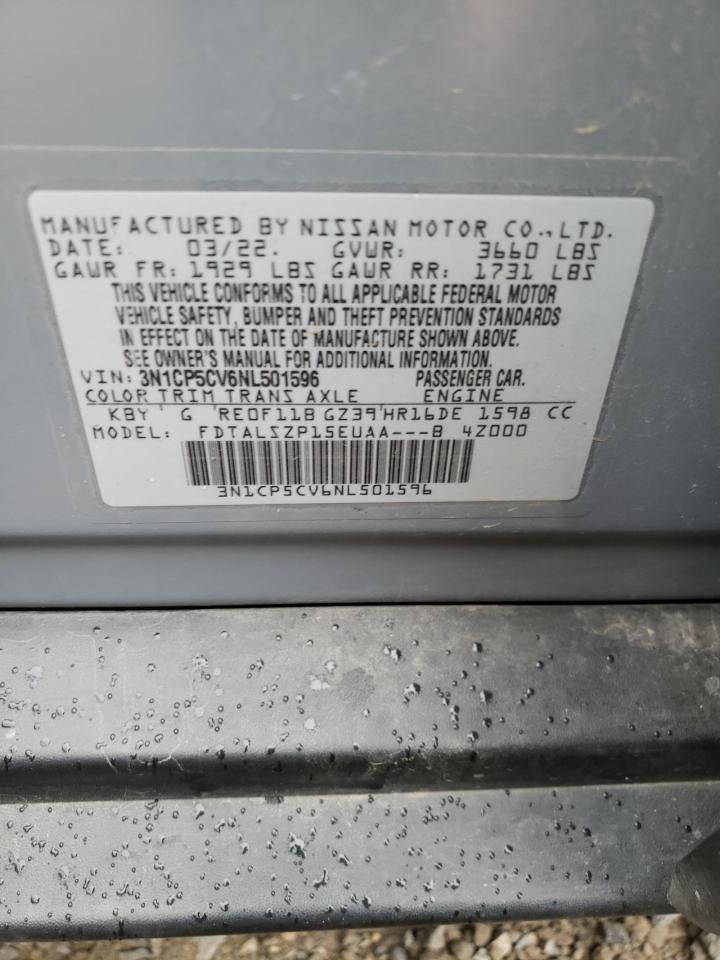 MANUFACTURED BY NISSAN MOTOR CO.,LTD.
DATE: 03/22. GVWR: 3660 LBS
GAWR FR: 1929 LBS GAWR RR: 1731 LBS
THIS VEHICLE CONFORMS TO ALL APPLICABLE FEDERAL MOTOR
VEHICLE SAFETY, BUMPER AND THEFT PREVENTION STANDARDS
IN EFFECT ON THE DATE OF MANUFACTURE SHOWN ABOVE.
SEE OWNER'S MANUAL FOR ADDITIONAL INFORMATION.
VIN: 3N1CP5CV6NL501596 PASSENGER CAR.
COLOR TRIM TRANS AXLE ENGINE
KBY G RE0F11B GZ39 HR16DE 1598 CC
MODEL: FDTALSZP15EUAA---B 4Z000
3N1CP5CV6NL501596